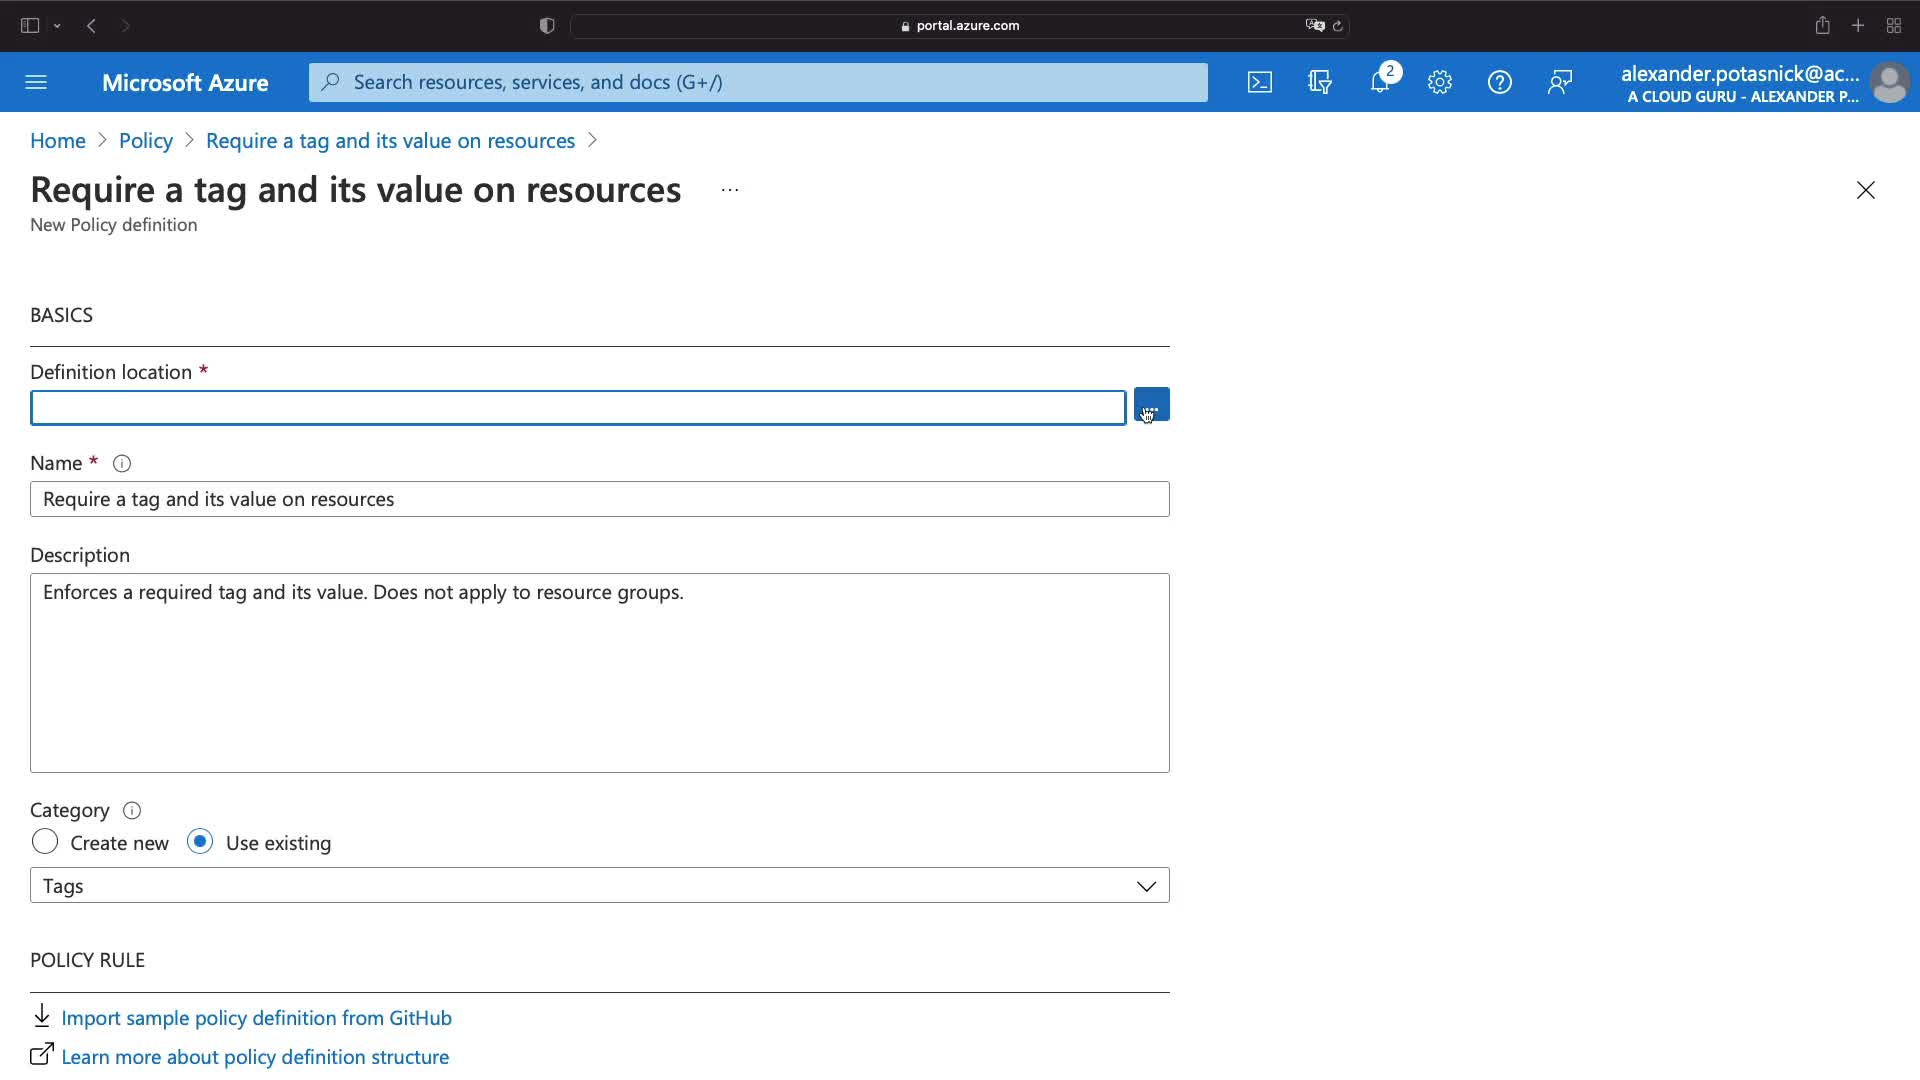 portal.azure.com
Microsoft Azure
Search resources, services, and docs (G+/)
2
alexander.potasnick@ac...
A CLOUD GURU - ALEXANDER P...
Home > Policy > Require a tag and its value on resources >
Require a tag and its value on resources ...
New Policy definition
BASICS
Definition location *
...
Name *
Require a tag and its value on resources
Description
Enforces a required tag and its value. Does not apply to resource groups.
Category
Create new
Use existing
Tags
POLICY RULE
Import sample policy definition from GitHub
Learn more about policy definition structure